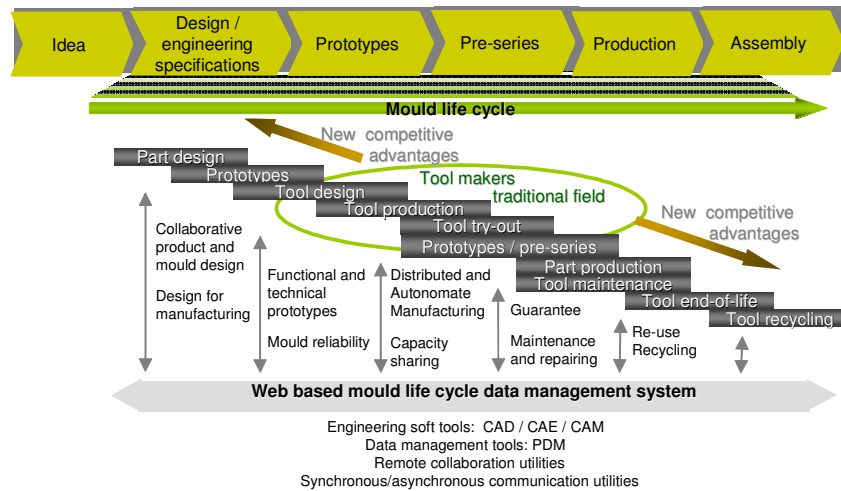 Idea
Design /
engineering
specifications
Prototypes
Pre-series
Production
Assembly
Mould life cycle
New competitive
advantages
Part design
Prototypes
Tool design
Tool makers
traditional field
Tool production
Tool try-out
Prototypes / pre-series
New competitive
advantages
Part production
Tool maintenance
Tool end-of-life
Tool recycling
Collaborative
product and
mould design
Design for
manufacturing
Functional and
technical
prototypes
Mould reliability
Distributed and
Autonomate
Manufacturing
Capacity
sharing
Guarantee
Maintenance
and repairing
Re-use
Recycling
Web based mould life cycle data management system
Engineering soft tools: CAD / CAE / CAM
Data management tools: PDM
Remote collaboration utilities
Synchronous/asynchronous communication utilities